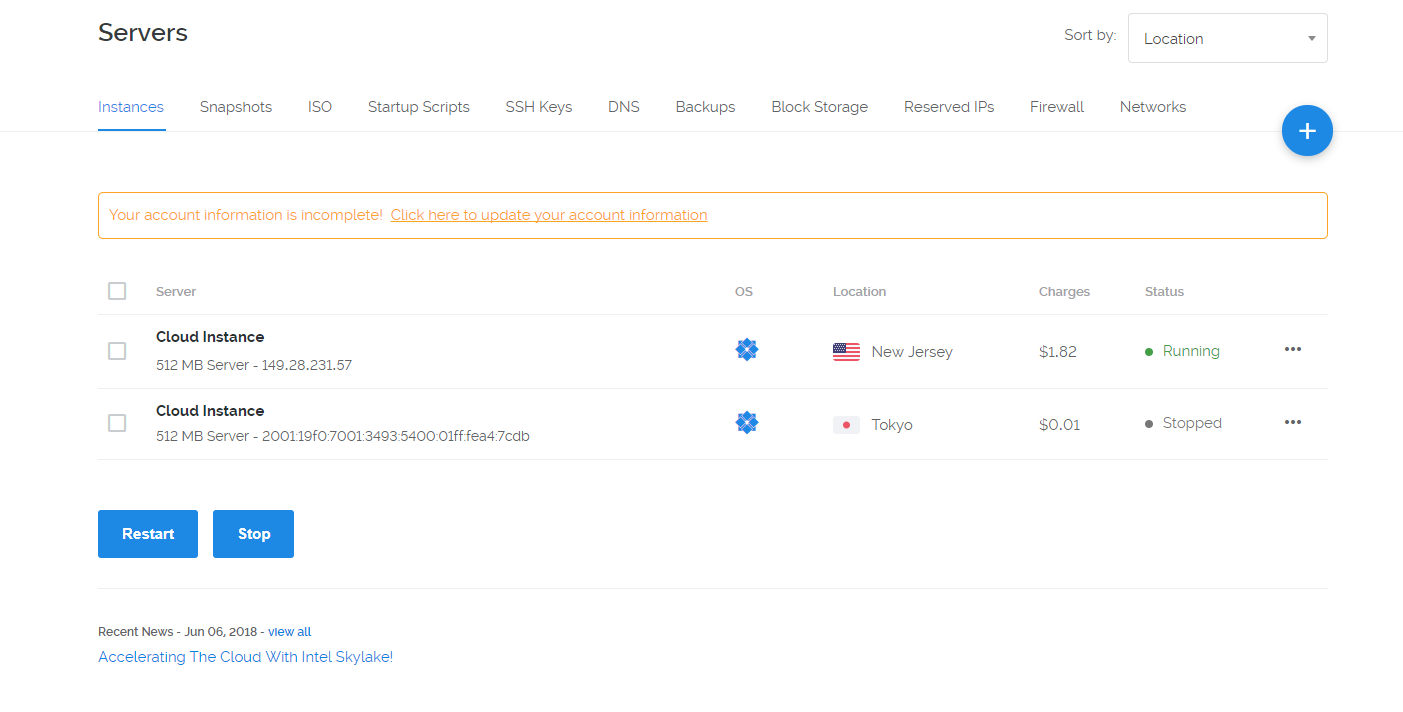 Servers
Sort by: Location
Instances Snapshots ISO Startup Scripts SSH Keys DNS Backups Block Storage Reserved IPs Firewall Networks
+
Your account information is incomplete! Click here to update your account information
Server OS Location Charges Status
Cloud Instance
512 MB Server - 149.28.231.57
New Jersey $1.82 Running
Cloud Instance
512 MB Server - 2001:19f0:7001:3493:5400:01ff:fea4:7cdb
Tokyo $0.01 Stopped
Restart Stop
Recent News - Jun 06, 2018 - view all
Accelerating The Cloud With Intel Skylake!